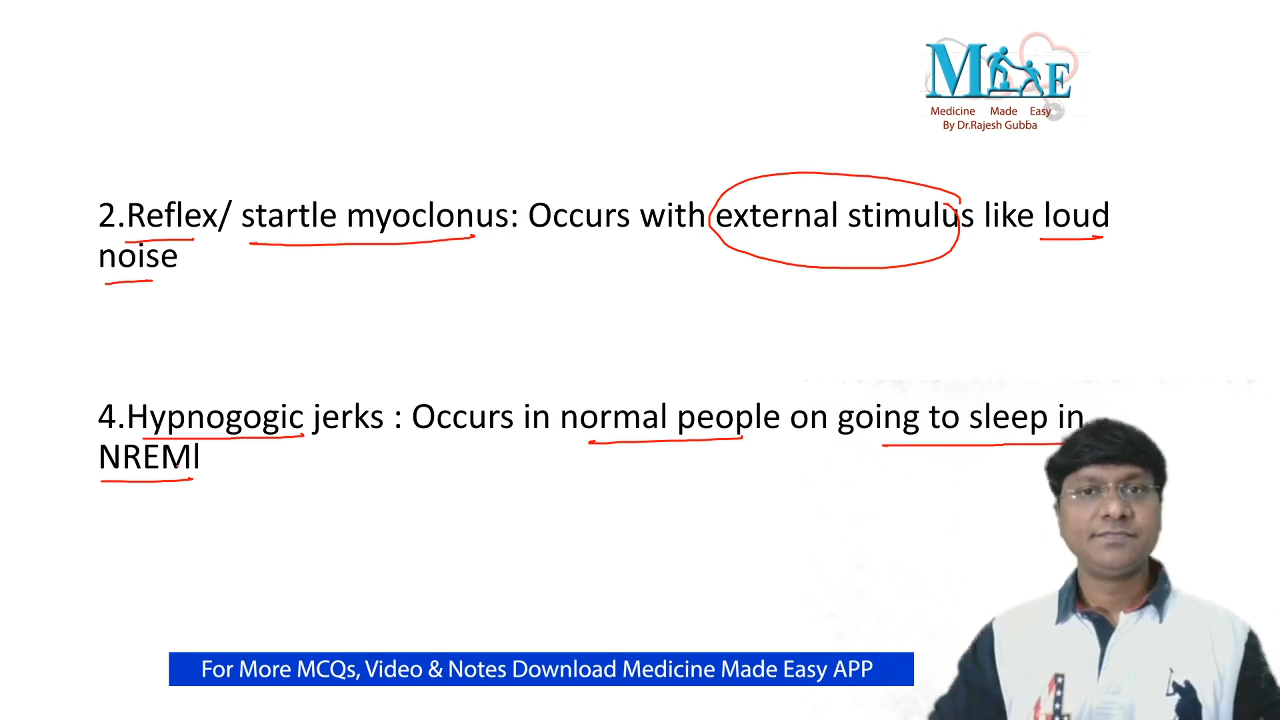 M E
Medicine Made Easy
By Dr.Rajesh Gubba
2.Reflex/ startle myoclonus: Occurs with external stimulus like loud
noise
4.Hypnogogic jerks : Occurs in normal people on going to sleep in
NREMl
For More MCQs, Video & Notes Download Medicine Made Easy APP